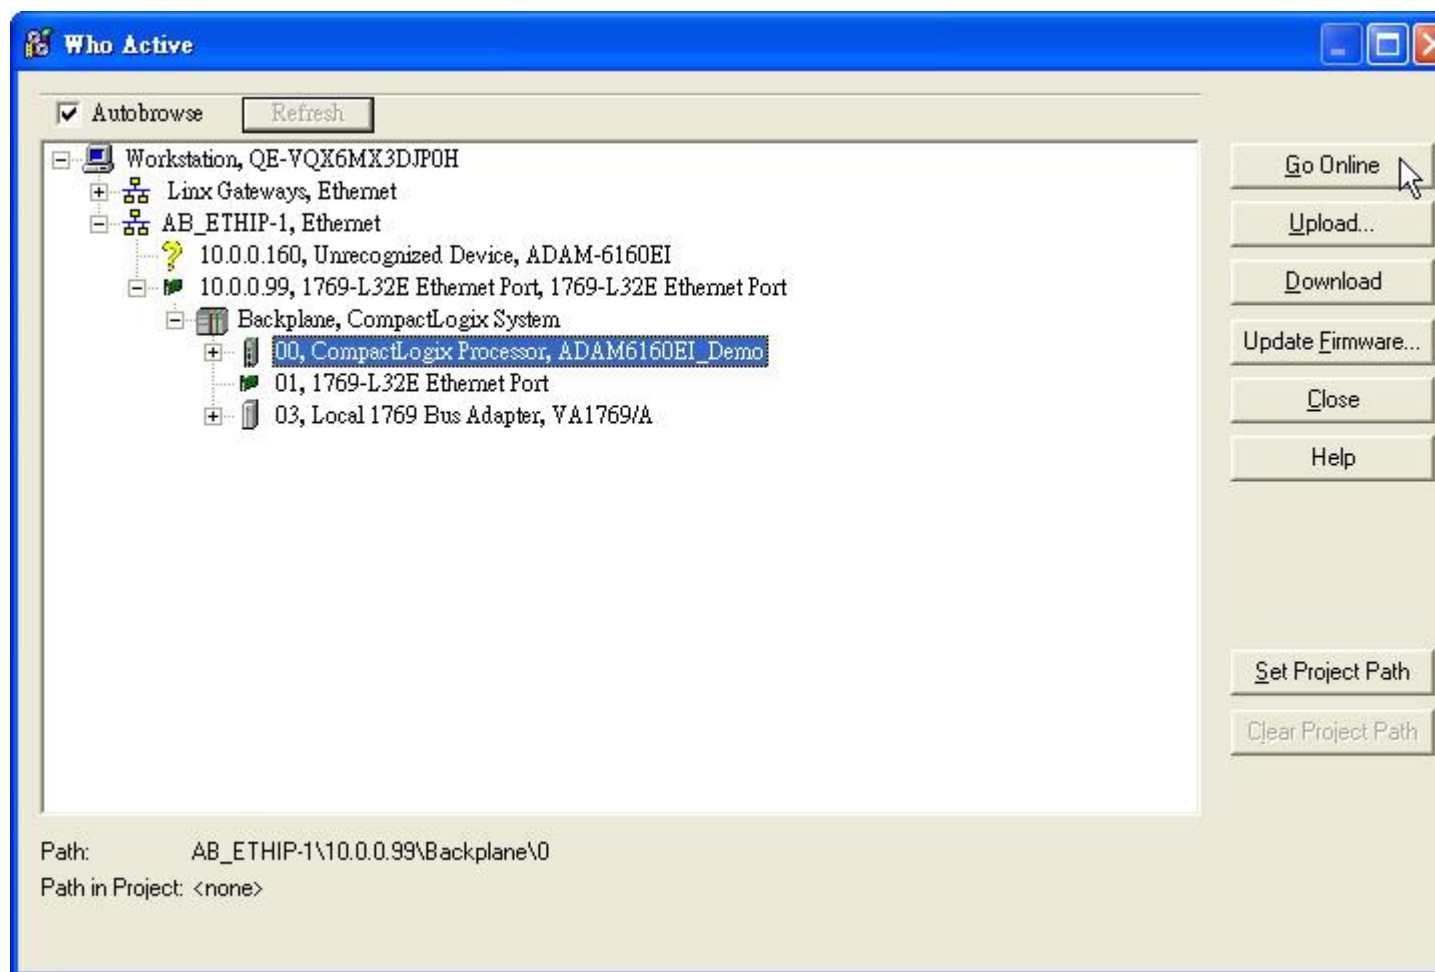 Who Active
Autobrowse
Refresh
Workstation, QE-VQX6MX3DJP0H
Linx Gateways, Ethernet
AB_ETHIP-1, Ethernet
10.0.0.160, Unrecognized Device, ADAM-6160EI
10.0.0.99, 1769-L32E Ethernet Port, 1769-L32E Ethernet Port
Backplane, CompactLogix System
00, CompactLogix Processor, ADAM6160EI_Demo
01, 1769-L32E Ethernet Port
03, Local 1769 Bus Adapter, VA1769/A
Go Online
Upload...
Download
Update Firmware...
Close
Help
Set Project Path
Clear Project Path
Path: AB_ETHIP-1\10.0.0.99\Backplane\0
Path in Project: <none>